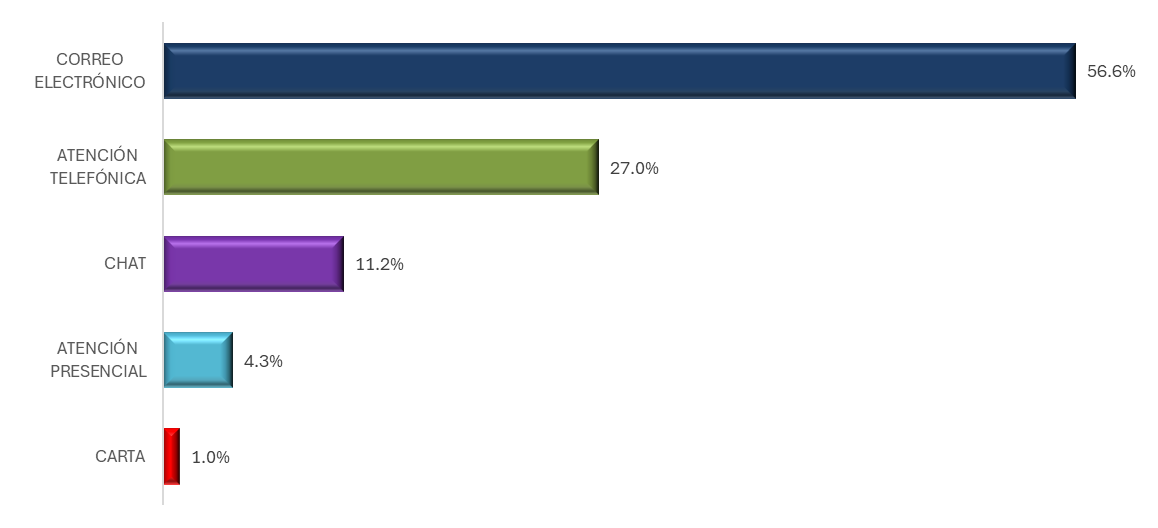 CORREO
ELECTRÓNICO
56.6%
ATENCIÓN
TELEFÓNICA
27.0%
CHAT
11.2%
ATENCIÓN
PRESENCIAL
4.3%
CARTA
1.0%